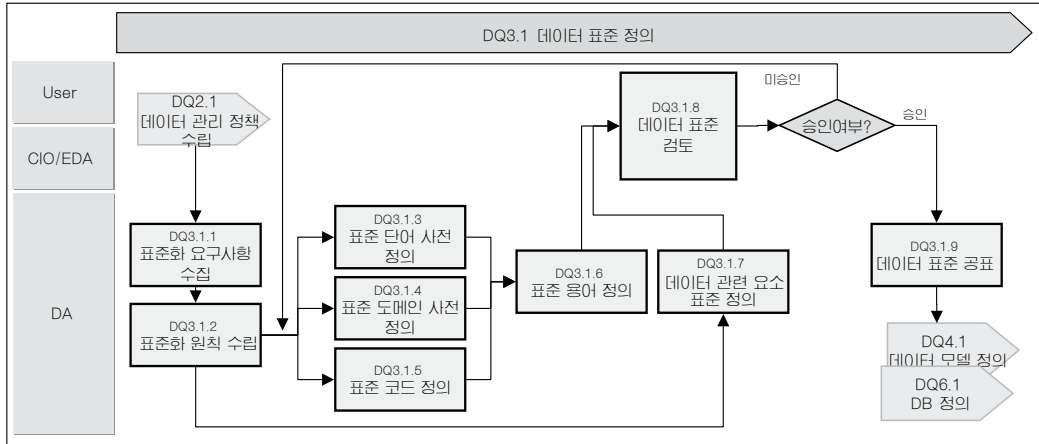 DQ3.1 데이터 표준 정의
User
CIO/EDA
DA
DQ2.1
데이터 관리 정책
수립
DQ3.1.1
표준화 요구사항
수집
DQ3.1.2
표준화 원칙 수립
DQ3.1.3
표준 단어 사전
정의
DQ3.1.4
표준 도메인 사전
정의
DQ3.1.5
표준 코드 정의
DQ3.1.6
표준 용어 정의
DQ3.1.7
데이터 관련 요소
표준 정의
DQ3.1.8
데이터 표준
검토
미승인
승인여부?
승인
DQ3.1.9
데이터 표준 공표
DQ4.1
데이터 모델 정의
DQ6.1
DB 정의